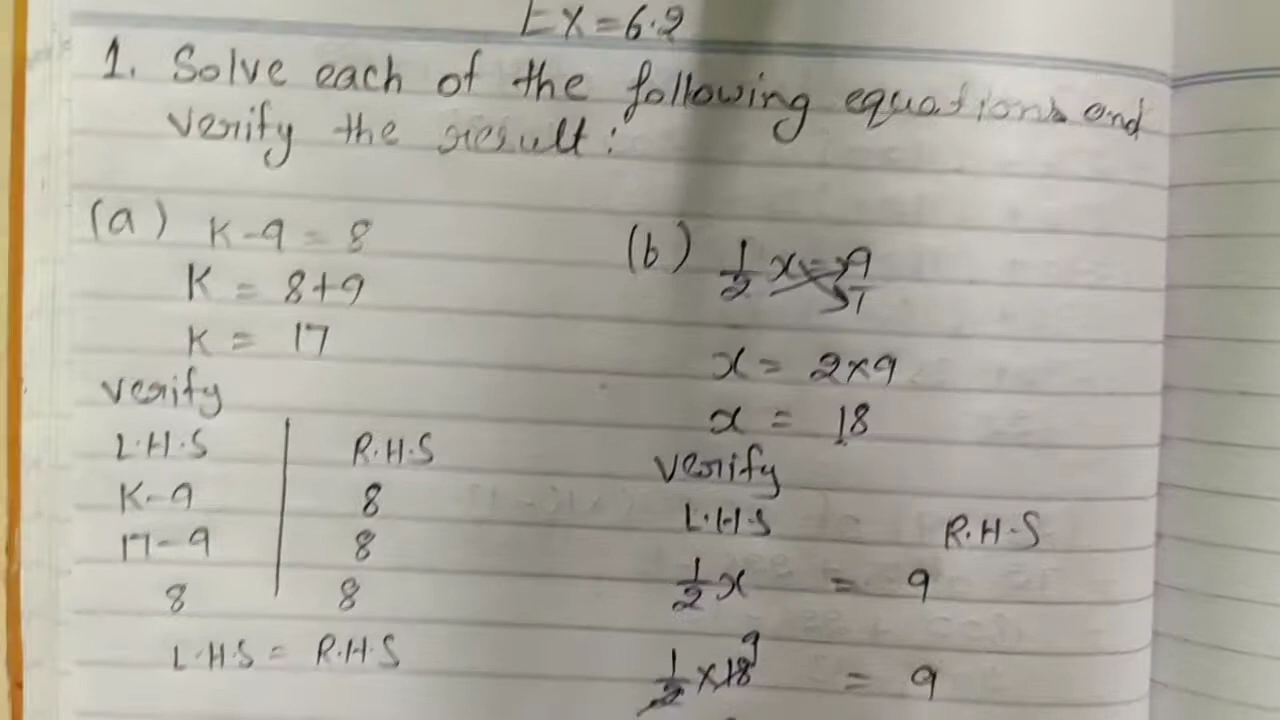 Ex=6.2
1. Solve each of the following equations and
verify the result:
(a) K-9 = 8
K = 8+9
K = 17
verify
L.H.S R.H.S
K-9 8
17-9 8
8 8
L.H.S = R.H.S
(b) 1/2 x = 9/1
x = 2×9
x = 18
verify
L.H.S R.H.S
1/2 x = 9
1/2 × 18 9 = 9